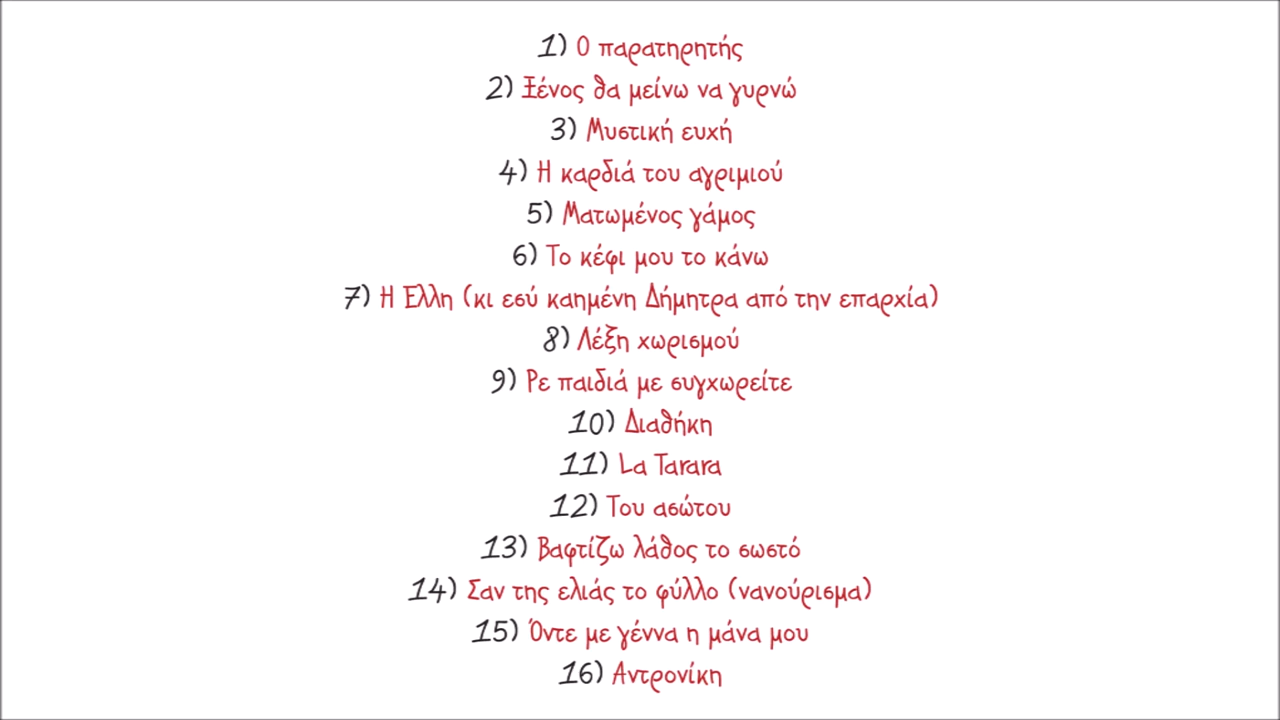 1) Ο παρατηρητής
2) Ξένος θα μείνω να γυρνώ
3) Μυστική ευχή
4) Η καρδιά του αγριμιού
5) Ματωμένος γάμος
6) Το κέφι μου το κάνω
7) Η Ελλη (κι εσύ καημένη Δήμητρα από την επαρχία)
8) Λέξη χωρισμού
9) Ρε παιδιά με συγχωρείτε
10) Διαθήκη
11) La Tarara
12) Του ασώτου
13) Βαφτίζω λάθος το σωστό
14) Σαν της ελιάς το φύλλο (νανούρισμα)
15) Όντε με γέννα η μάνα μου
16) Αντρονίκη